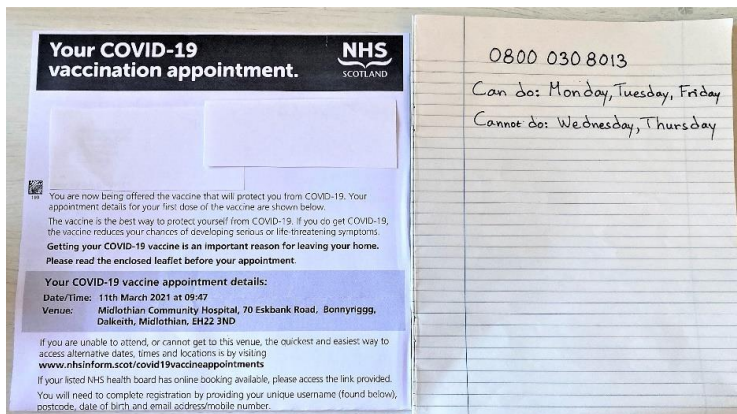 Your COVID-19
vaccination appointment.
NHS
SCOTLAND
You are now being offered the vaccine that will protect you from COVID-19. Your
appointment details for your first dose of the vaccine are shown below.
The vaccine is the best way to protect yourself from COVID-19. If you do get COVID-19,
the vaccine reduces your chances of developing serious or life-threatening symptoms.
Getting your COVID-19 vaccine is an important reason for leaving your home.
Please read the enclosed leaflet before your appointment.
Your COVID-19 vaccine appointment details:
Date/Time: 11th March 2021 at 09:47
Venue: Midlothian Community Hospital, 70 Eskbank Road, Bonnyriggg,
Dalkeith, Midlothian, EH22 3ND
If you are unable to attend, or cannot get to this venue, the quickest and easiest way to
access alternative dates, times and locations is by visiting
www.nhsinform.scot/covid19vaccineappointments
If your listed NHS health board has online booking available, please access the link provided.
You will need to complete registration by providing your unique username (found below),
postcode, date of birth and email address/mobile number.
0800 030 8013
Can do: Monday, Tuesday, Friday
Cannot do: Wednesday, Thursday